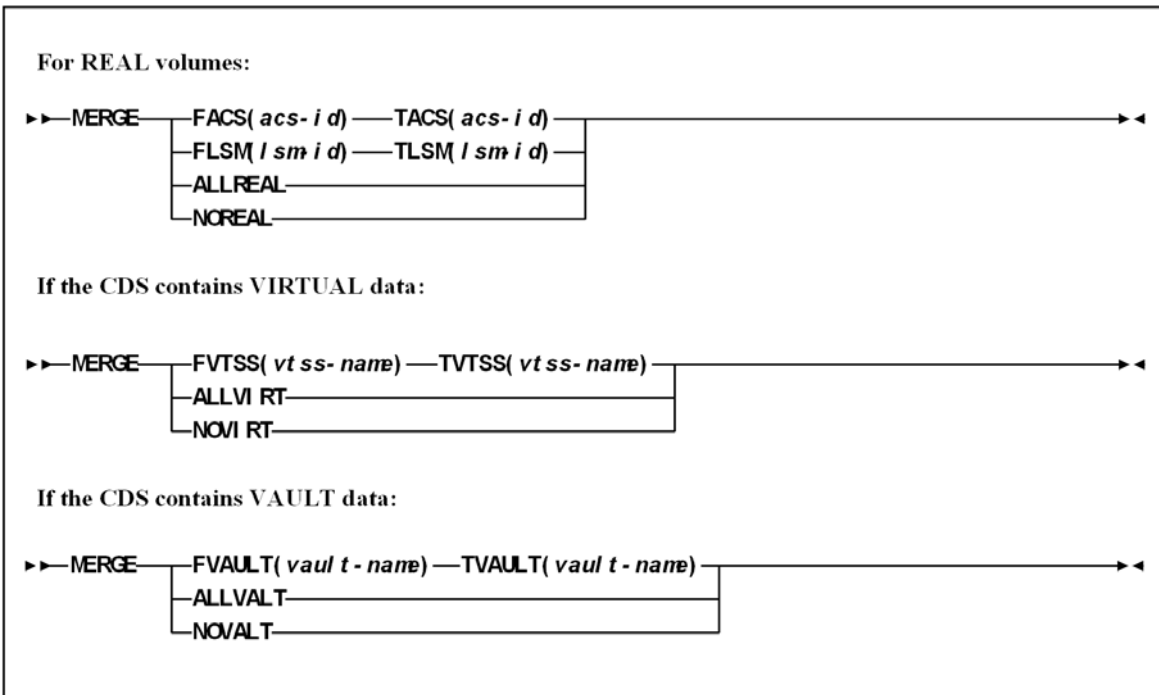 For REAL volumes:
MERGE FACS(acs-id) TACS(acs-id)
FLSM(lsm-id) TLSM(lsm-id)
ALLREAL
NOREAL
If the CDS contains VIRTUAL data:
MERGE FVTSS(vtss-name) TVTSS(vtss-name)
ALLVIRT
NOVIRT
If the CDS contains VAULT data:
MERGE FVAULT(vault-name) TVAULT(vault-name)
ALLVALT
NOVALT